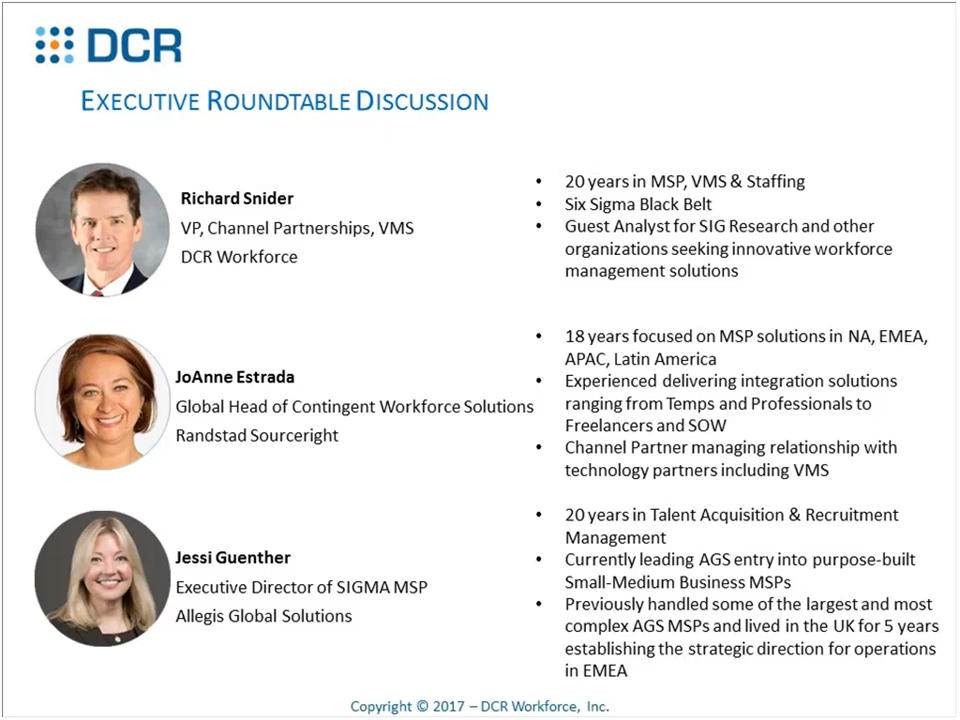 DCR
EXECUTIVE ROUNDTABLE DISCUSSION
Richard Snider
VP, Channel Partnerships, VMS
DCR Workforce
• 20 years in MSP, VMS & Staffing
• Six Sigma Black Belt
• Guest Analyst for SIG Research and other
organizations seeking innovative workforce
management solutions
JoAnne Estrada
Global Head of Contingent Workforce Solutions
Randstad Sourceright
• 18 years focused on MSP solutions in NA, EMEA,
APAC, Latin America
• Experienced delivering integration solutions
ranging from Temps and Professionals to
Freelancers and SOW
• Channel Partner managing relationship with
technology partners including VMS
Jessi Guenther
Executive Director of SIGMA MSP
Allegis Global Solutions
• 20 years in Talent Acquisition & Recruitment
Management
• Currently leading AGS entry into purpose-built
Small-Medium Business MSPs
• Previously handled some of the largest and most
complex AGS MSPs and lived in the UK for 5 years
establishing the strategic direction for operations
in EMEA
Copyright © 2017 – DCR Workforce, Inc.